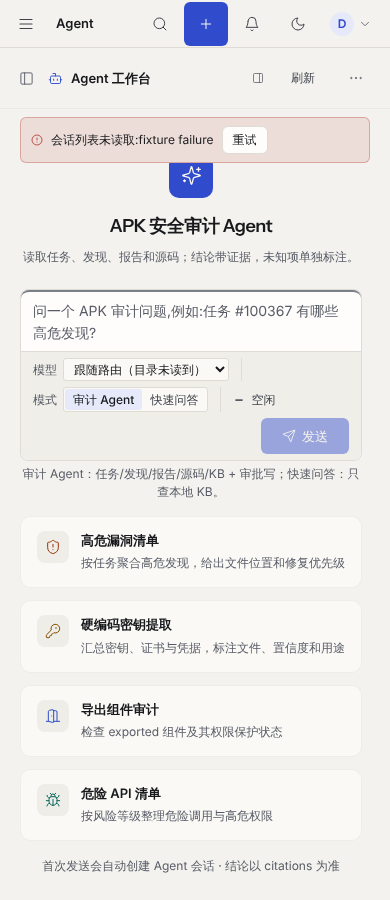 Agent
D
Agent 工作台
刷新
会话列表未读取:fixture failure
重试
APK 安全审计 Agent
读取任务、发现、报告和源码；结论带证据，未知项单独标注。
问一个 APK 审计问题,例如:任务 #100367 有哪些
高危发现?
模型
跟随路由（目录未读到）
模式
审计 Agent
快速问答
空闲
发送
审计 Agent：任务/发现/报告/源码/KB + 审批写；快速问答：只
查本地 KB。
高危漏洞清单
按任务聚合高危发现，给出文件位置和修复优先级
硬编码密钥提取
汇总密钥、证书与凭据，标注文件、置信度和用途
导出组件审计
检查 exported 组件及其权限保护状态
危险 API 清单
按风险等级整理危险调用与高危权限
首次发送会自动创建 Agent 会话 · 结论以 citations 为准